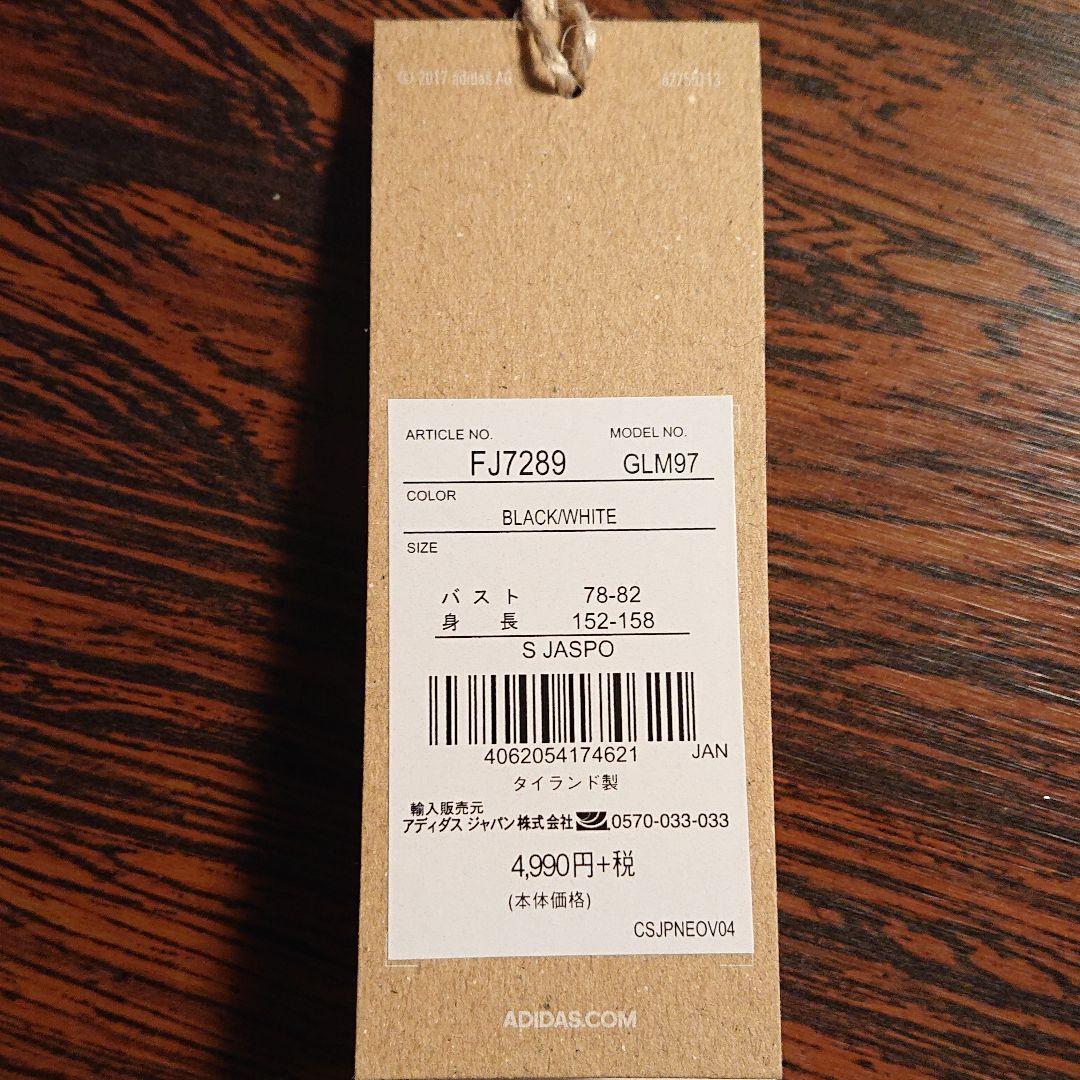 © 2017 adidas AG
ARTICLE NO. MODEL NO.
FJ7289 GLM97
COLOR
BLACK/WHITE
SIZE
バスト 78-82
身長 152-158
S JASPO
4062054174621 JAN
タイランド製
輸入販売元
アディダス ジャパン株式会社 0570-033-033
4,990円+税
(本体価格)
CSJPNEOV04
ADIDAS.COM